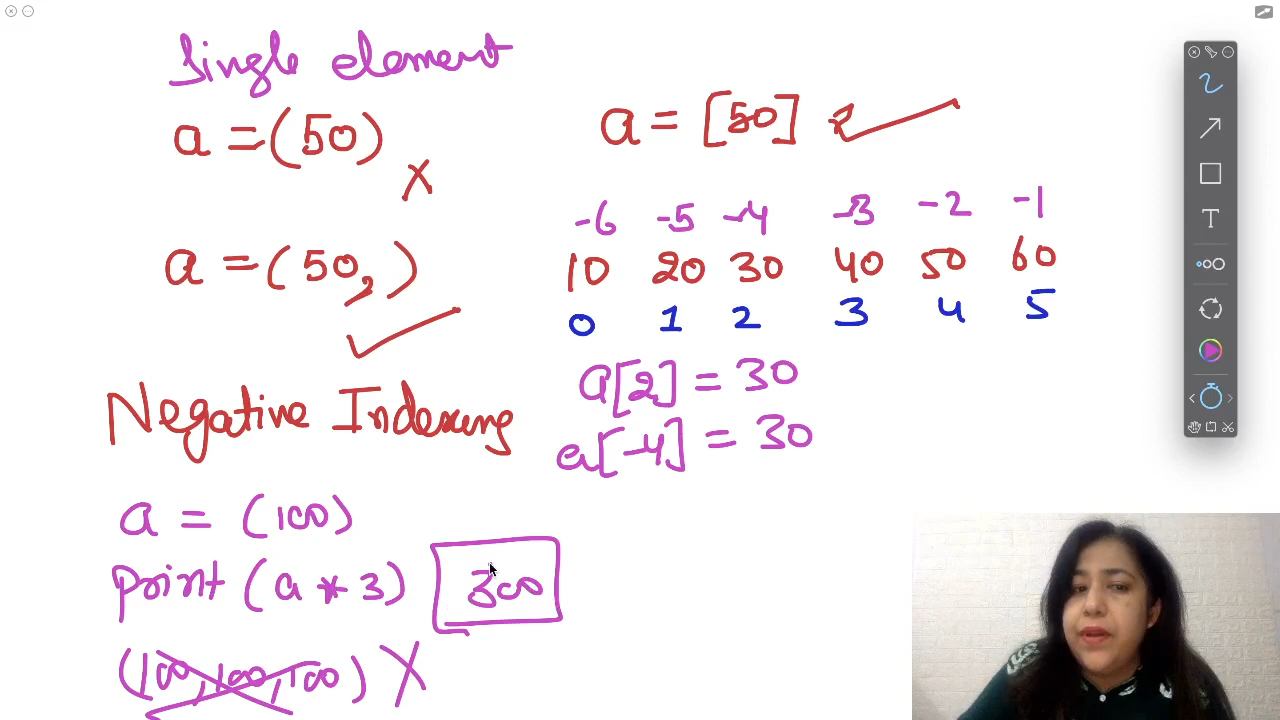 Single element
a = (50)
X
a = (50,)
Negative Indexing
a = (100)
print (a * 3) 300
(100, 100, 100) X
a = [50]
-6 -5 -4 -3 -2 -1
10 20 30 40 50 60
0 1 2 3 4 5
a[2] = 30
a[-4] = 30
T